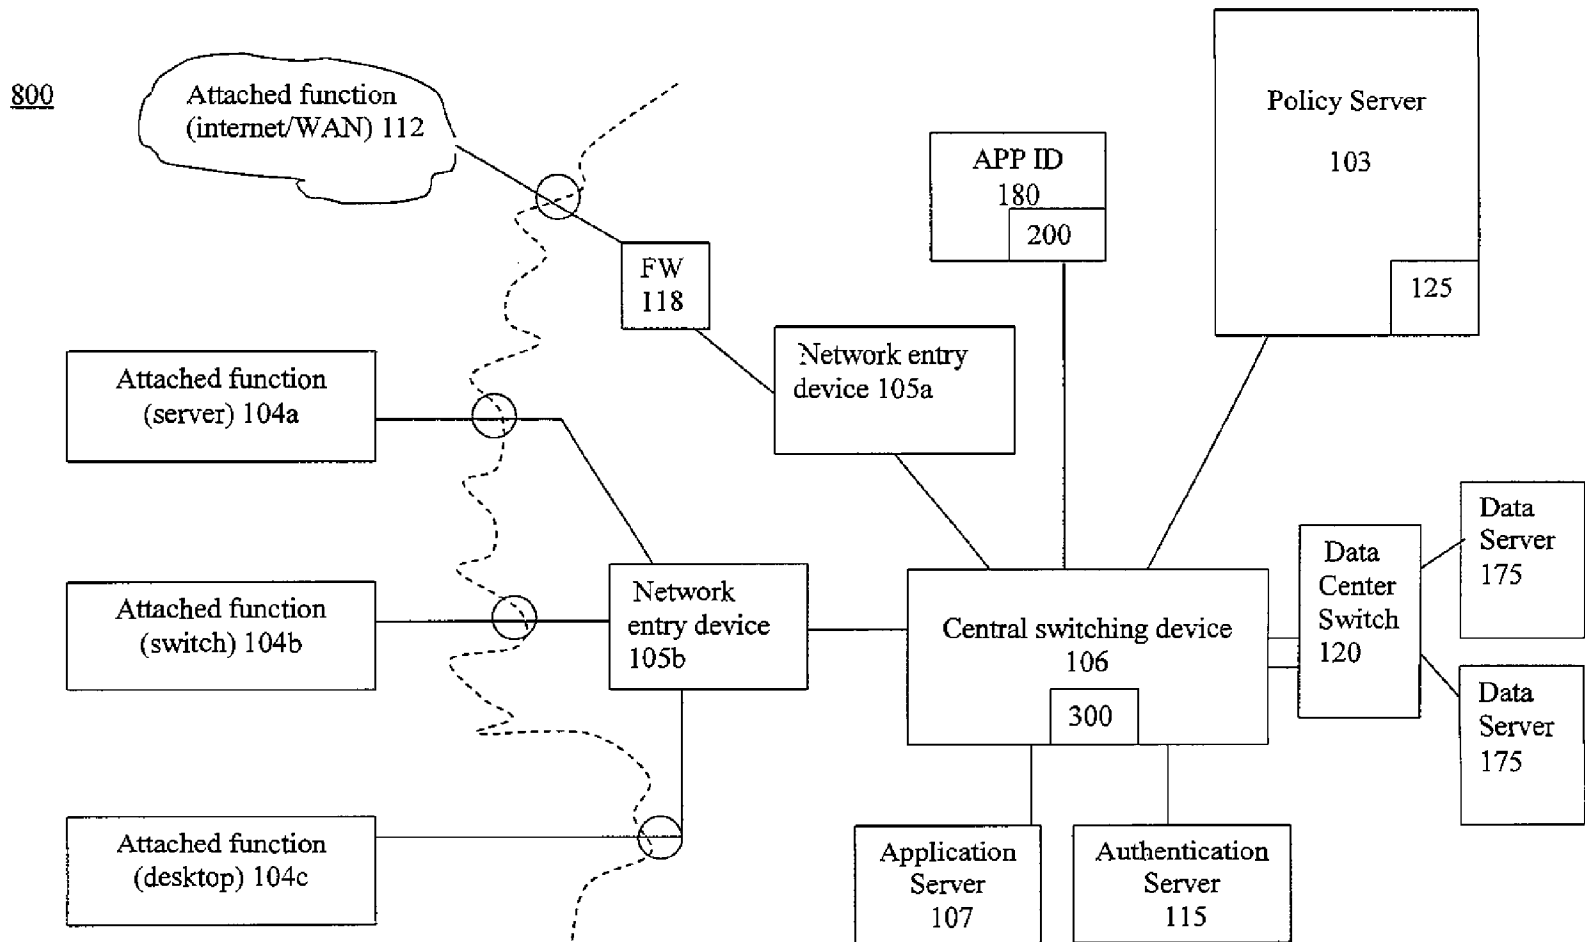 800
Attached function
(internet/WAN) 112
APP ID
180
200
Policy Server
103
125
FW
118
Network entry
device 105a
Attached function
(server) 104a
Attached function
(switch) 104b
Network
entry device
105b
Central switching device
106
300
Data
Center
Switch
120
Data
Server
175
Data
Server
175
Attached function
(desktop) 104c
Application
Server
107
Authentication
Server
115